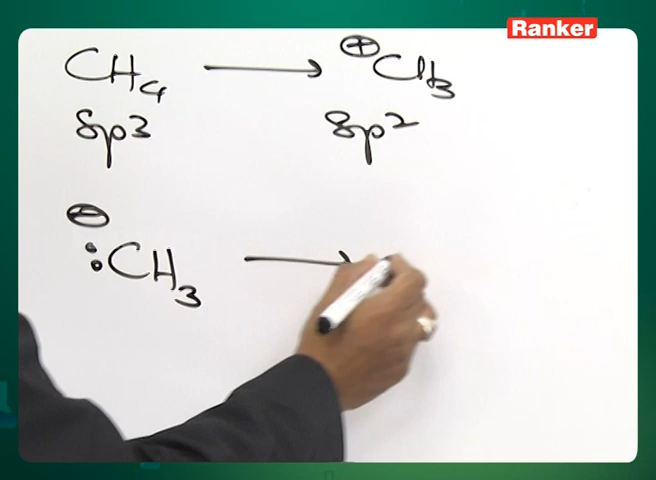 Ranker
CH4 ⟶ ⊕CH3
Sp3 Sp2
⊖
:CH3 ⟶